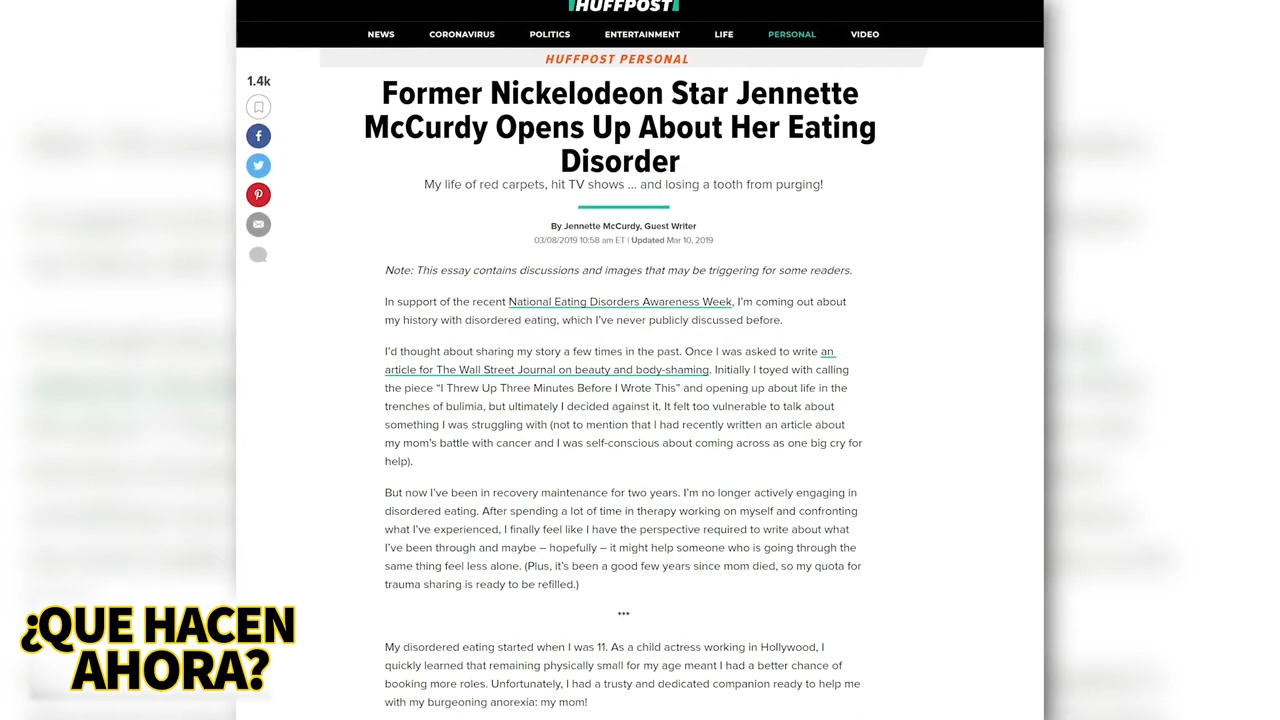 HUFFPOST
NEWS CORONAVIRUS POLITICS ENTERTAINMENT LIFE PERSONAL VIDEO
HUFFPOST PERSONAL
1.4k
Former Nickelodeon Star Jennette
McCurdy Opens Up About Her Eating
Disorder
My life of red carpets, hit TV shows ... and losing a tooth from purging!
By Jennette McCurdy, Guest Writer
03/08/2019 10:58 am ET | Updated Mar 10, 2019
Note: This essay contains discussions and images that may be triggering for some readers.
In support of the recent National Eating Disorders Awareness Week, I'm coming out about
my history with disordered eating, which I've never publicly discussed before.
I'd thought about sharing my story a few times in the past. Once I was asked to write an
article for The Wall Street Journal on beauty and body-shaming. Initially I toyed with calling
the piece “I Threw Up Three Minutes Before I Wrote This” and opening up about life in the
trenches of bulimia, but ultimately I decided against it. It felt too vulnerable to talk about
something I was struggling with (not to mention that I had recently written an article about
my mom's battle with cancer and I was self-conscious about coming across as one big cry for
help).
But now I've been in recovery maintenance for two years. I'm no longer actively engaging in
disordered eating. After spending a lot of time in therapy working on myself and confronting
what I've experienced, I finally feel like I have the perspective required to write about what
I've been through and maybe – hopefully – it might help someone who is going through the
same thing feel less alone. (Plus, it's been a good few years since mom died, so my quota for
trauma sharing is ready to be refilled.)
***
My disordered eating started when I was 11. As a child actress working in Hollywood, I
quickly learned that remaining physically small for my age meant I had a better chance of
booking more roles. Unfortunately, I had a trusty and dedicated companion ready to help me
with my burgeoning anorexia: my mom!
¿QUE HACEN
AHORA?